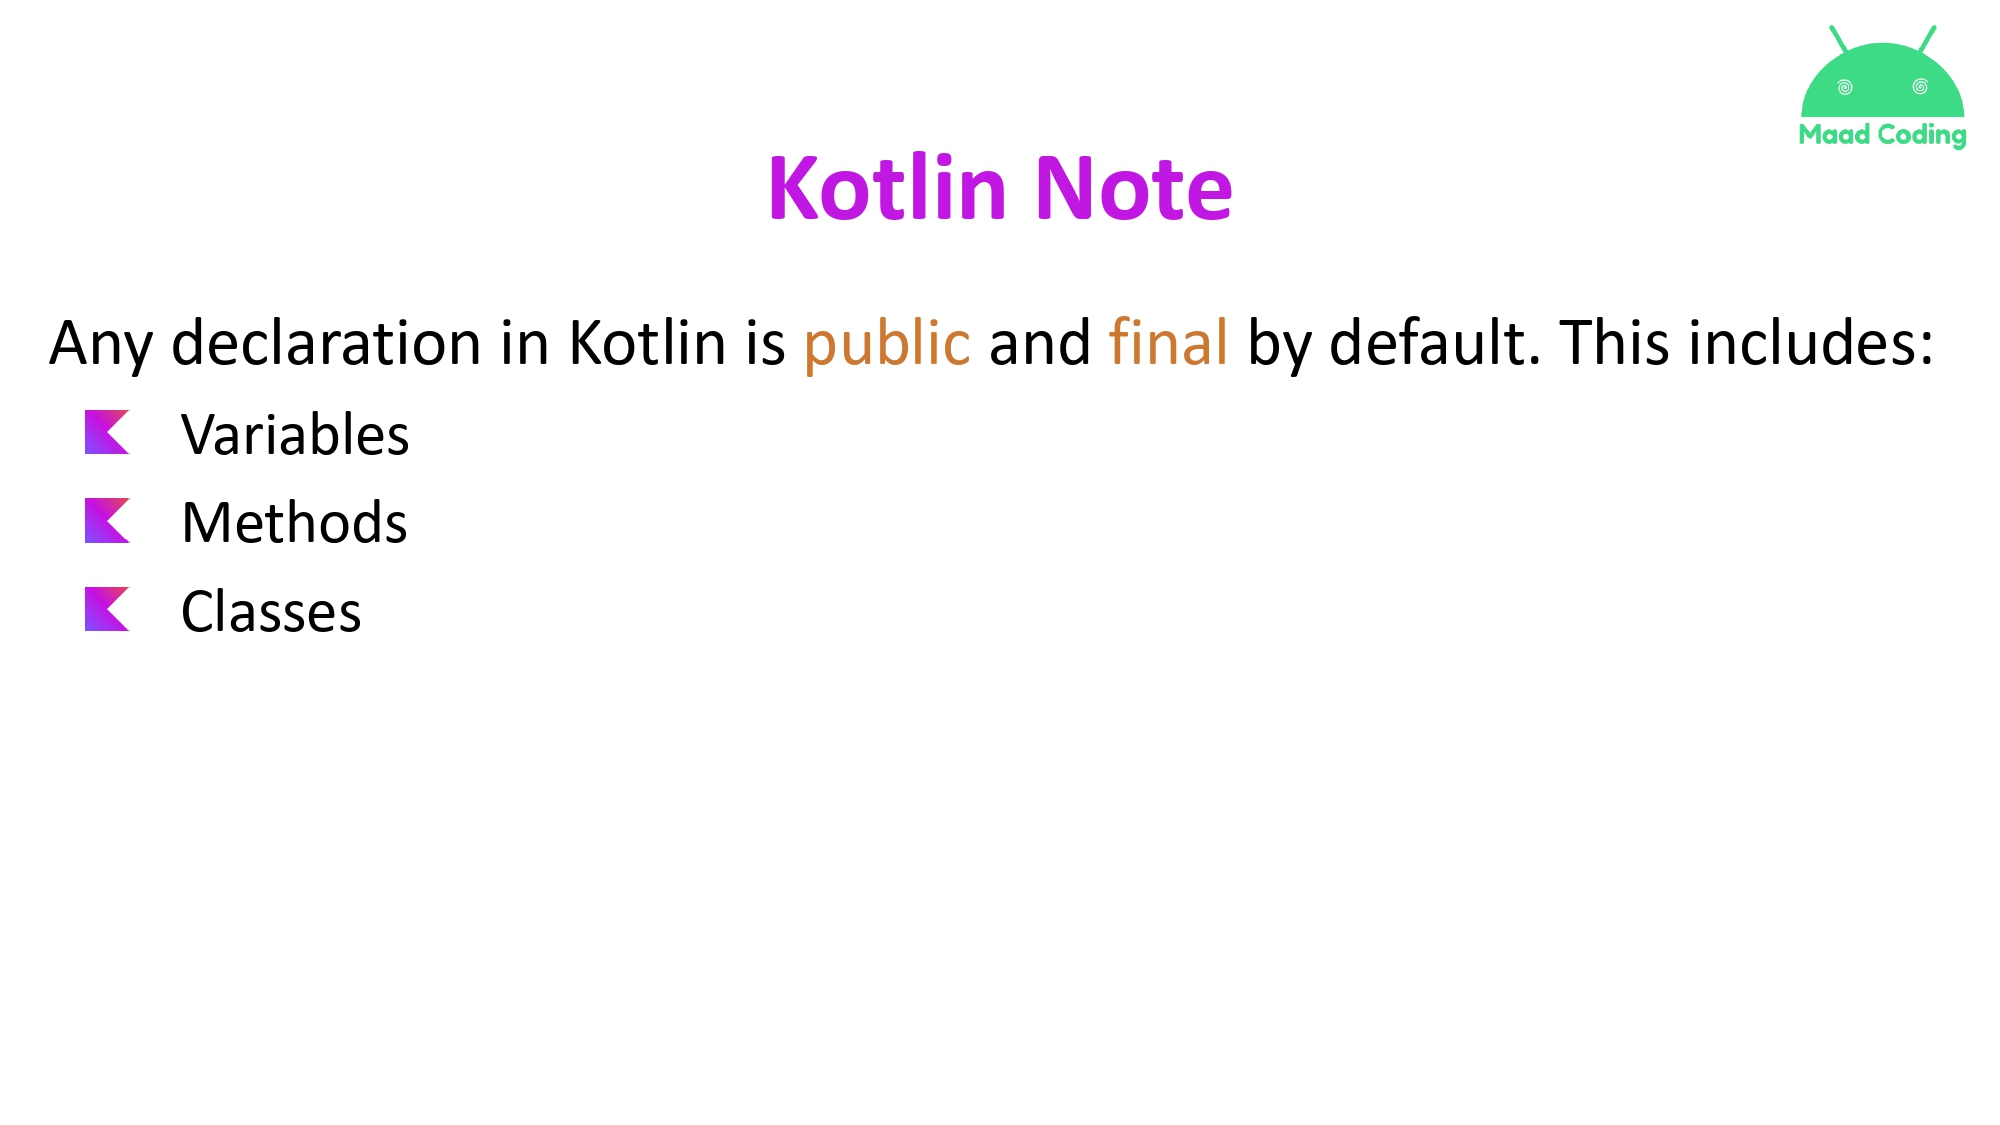 Maad Coding
Kotlin Note
Any declaration in Kotlin is public and final by default. This includes:
Variables
Methods
Classes